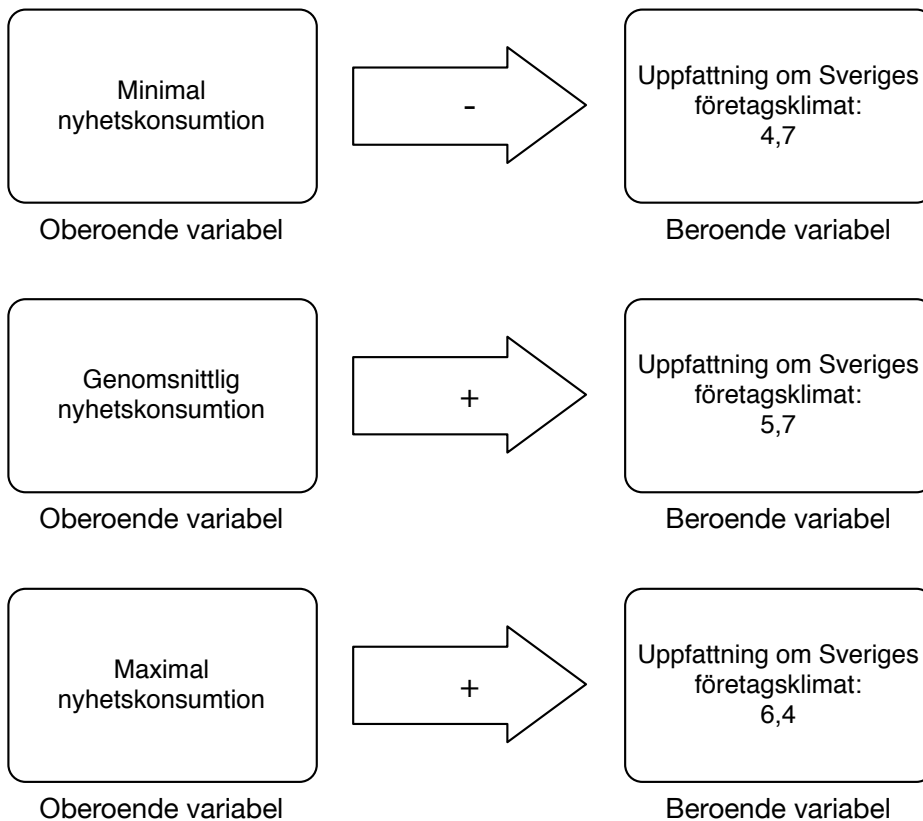 Minimal
nyhetskonsumtion
-
Uppfattning om Sveriges
företagsklimat:
4,7
Oberoende variabel
Beroende variabel
Genomsnittlig
nyhetskonsumtion
+
Uppfattning om Sveriges
företagsklimat:
5,7
Oberoende variabel
Beroende variabel
Maximal
nyhetskonsumtion
+
Uppfattning om Sveriges
företagsklimat:
6,4
Oberoende variabel
Beroende variabel